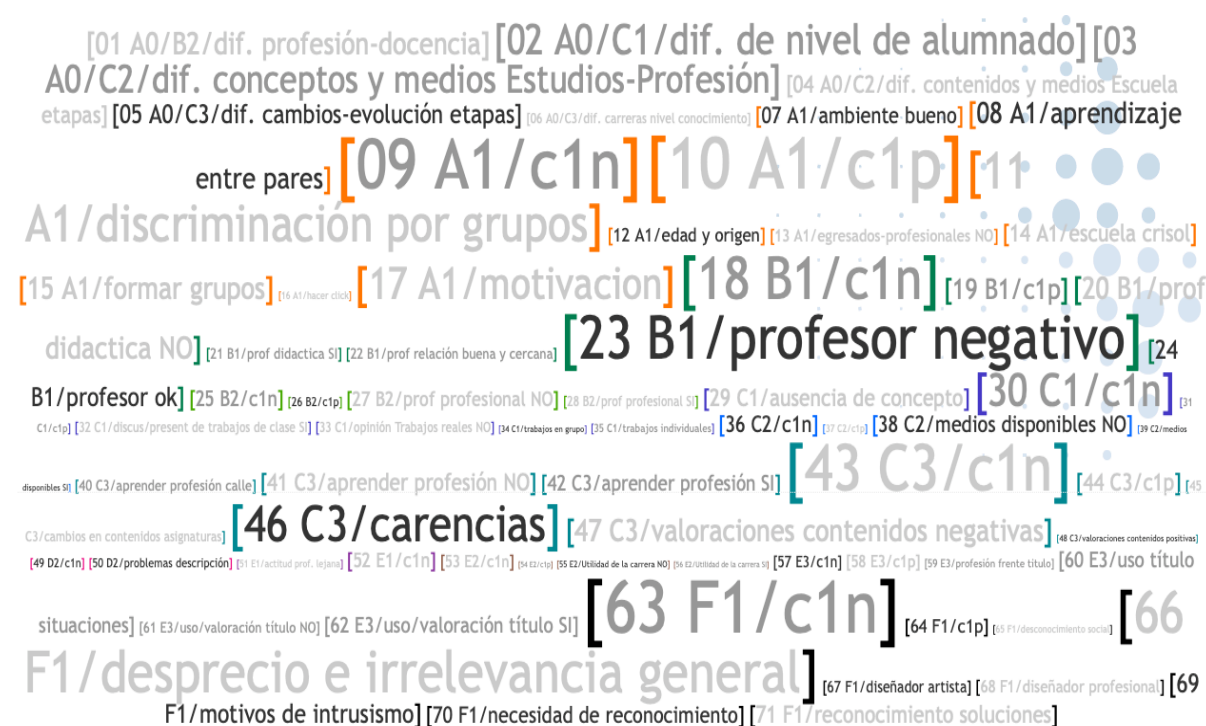 [01 A0/B2/dif. profesión-docencia] [02 A0/C1/dif. de nivel de alumnado] [03
A0/C2/dif. conceptos y medios Estudios-Profesión] [04 A0/C2/dif. contenidos y medios Escuela
etapas] [05 A0/C3/dif. cambios-evolución etapas] [06 A0/C3/dif. carreras nivel conocimiento] [07 A1/ambiente bueno] [08 A1/aprendizaje
entre pares] [09 A1/c1n] [10 A1/c1p] [11
A1/discriminación por grupos] [12 A1/edad y origen] [13 A1/egresados-profesionales NO] [14 A1/escuela crisol]
[15 A1/formar grupos] [16 A1/hacer click] [17 A1/motivacion] [18 B1/c1n] [19 B1/c1p] [20 B1/prof
didactica NO] [21 B1/prof didactica SI] [22 B1/prof relación buena y cercana] [23 B1/profesor negativo] [24
B1/profesor ok] [25 B2/c1n] [26 B2/c1p] [27 B2/prof profesional NO] [28 B2/prof profesional SI] [29 C1/ausencia de concepto] [30 C1/c1n] [31
C1/c1p] [32 C1/discus/present de trabajos de clase SI] [33 C1/opinión Trabajos reales NO] [34 C1/trabajos en grupo] [35 C1/trabajos individuales] [36 C2/c1n] [37 C2/c1p] [38 C2/medios disponibles NO] [39 C2/medios
disponibles SI] [40 C3/aprender profesión calle] [41 C3/aprender profesión NO] [42 C3/aprender profesión SI] [43 C3/c1n] [44 C3/c1p] [45
C3/cambios en contenidos asignaturas] [46 C3/carencias] [47 C3/valoraciones contenidos negativas] [48 C3/valoraciones contenidos positivas]
[49 D2/c1n] [50 D2/problemas descripción] [51 E1/actitud prof. lejana] [52 E1/c1n] [53 E2/c1n] [54 E2/c1p] [55 E2/Utilidad de la carrera NO] [56 E2/Utilidad de la carrera SI] [57 E3/c1n] [58 E3/c1p] [59 E3/profesión frente titulo] [60 E3/uso título
situaciones] [61 E3/uso/valoración título NO] [62 E3/uso/valoración título SI] [63 F1/c1n] [64 F1/c1p] [65 F1/desconocimiento social] [66
F1/desprecio e irrelevancia general] [67 F1/diseñador artista] [68 F1/diseñador profesional] [69
F1/motivos de intrusismo] [70 F1/necesidad de reconocimiento] [71 F1/reconocimiento soluciones]